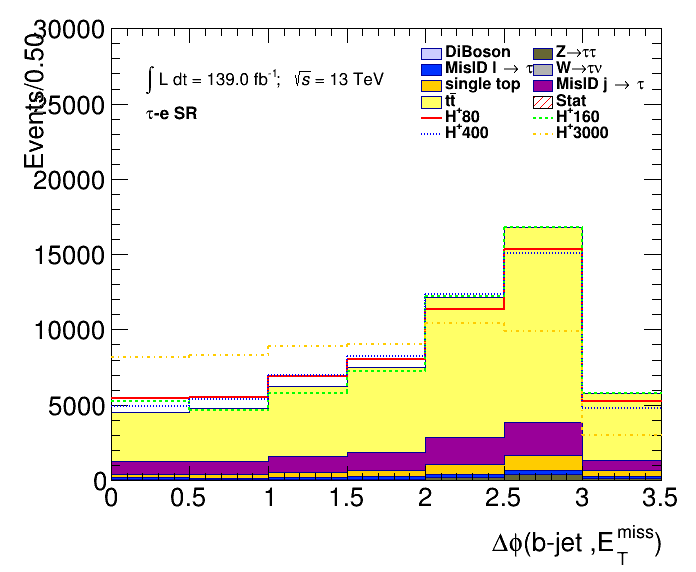 30000
25000
20000
15000
10000
5000
0
Events/0.50
∫ L dt = 139.0 fb⁻¹; √s = 13 TeV
τ-e SR
DiBoson
Z→ττ
MisID l → τ
W→τν
single top
MisID j → τ
tt̄
Stat
H⁺80
H⁺160
H⁺400
H⁺3000
0 0.5 1 1.5 2 2.5 3 3.5
Δϕ(b-jet ,E_T^miss)